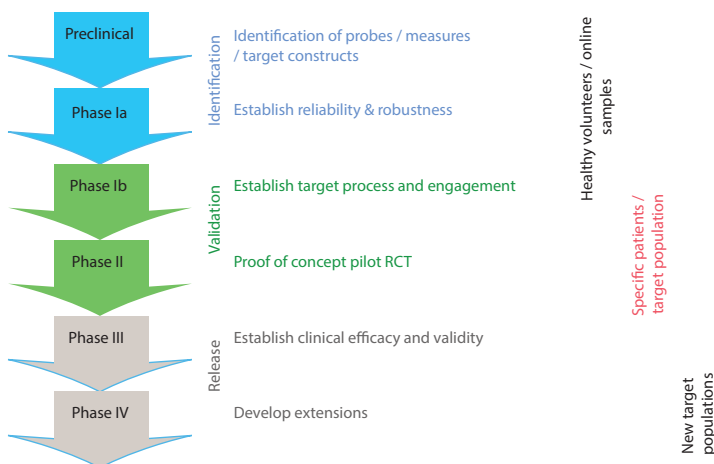 Preclinical
Identification of probes / measures
/ target constructs
Phase Ia
Establish reliability & robustness
Identification
Phase Ib
Establish target process and engagement
Phase II
Proof of concept pilot RCT
Validation
Phase III
Establish clinical efficacy and validity
Phase IV
Develop extensions
Release
Healthy volunteers / online
samples
Specific patients /
target population
New target
populations